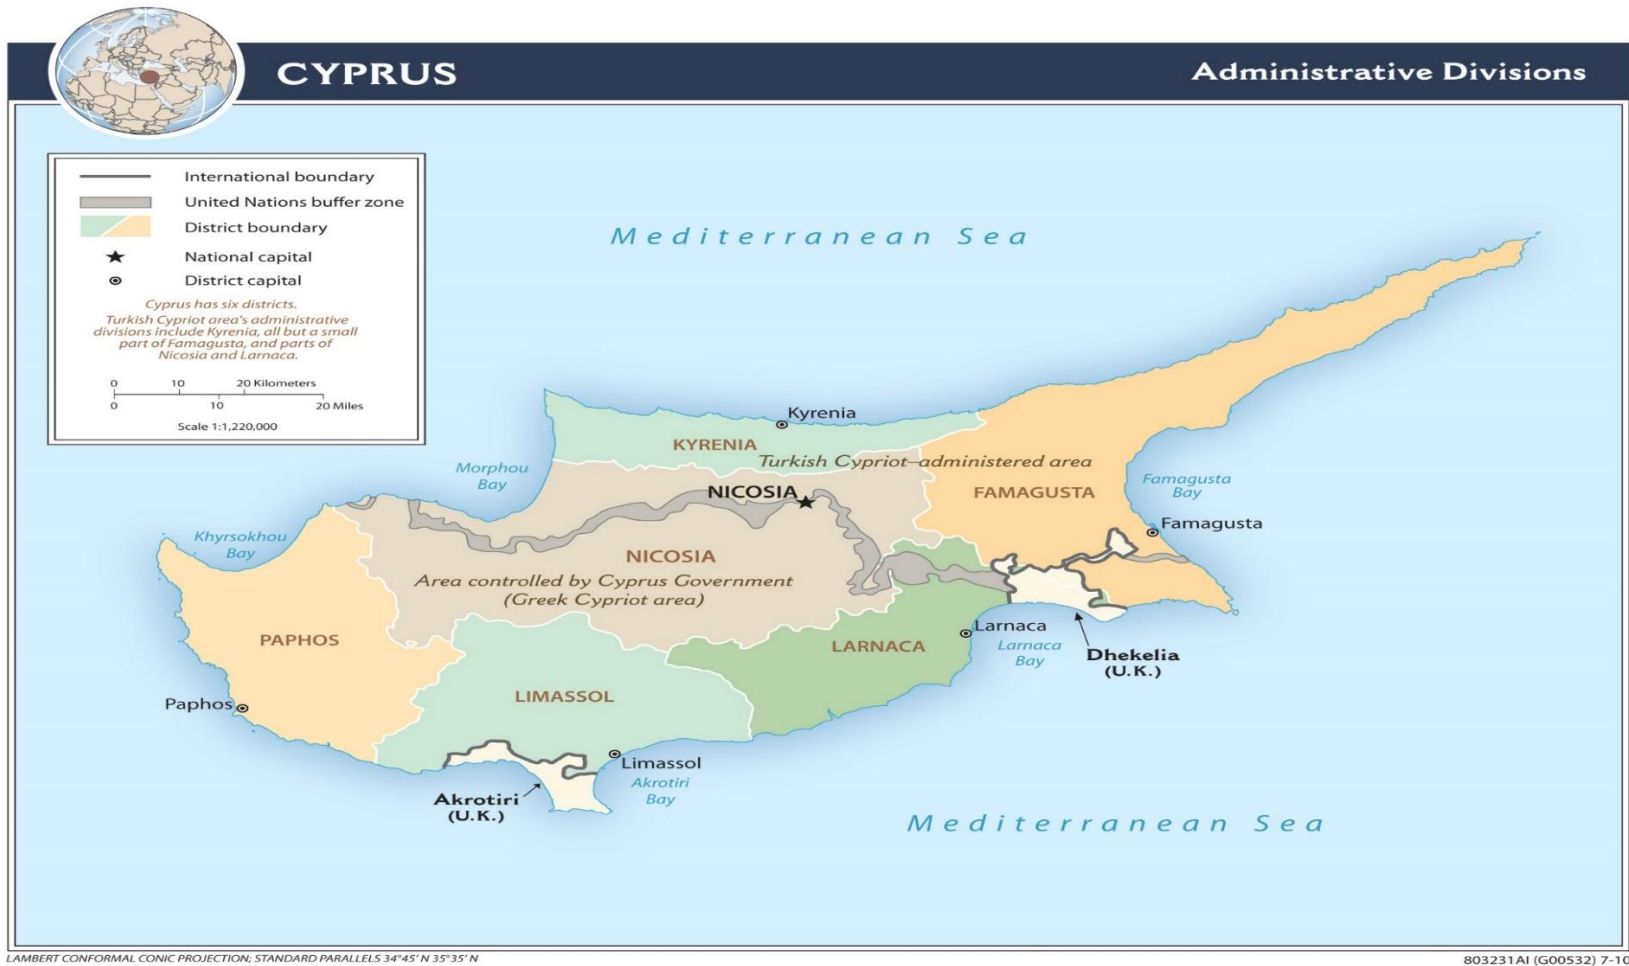 CYPRUS
Administrative Divisions
International boundary
United Nations buffer zone
District boundary
National capital
District capital
Cyprus has six districts.
Turkish Cypriot area's administrative
divisions include Kyrenia, all but a small
part of Famagusta, and parts of
Nicosia and Larnaca.
0 10 20 Kilometers
0 10 20 Miles
Scale 1:1,220,000
Mediterranean Sea
Kyrenia
KYRENIA
Turkish Cypriot–administered area
Morphou
Bay
NICOSIA
FAMAGUSTA
Famagusta
Bay
Famagusta
Khyrsokhou
Bay
NICOSIA
Area controlled by Cyprus Government
(Greek Cypriot area)
PAPHOS
LARNACA
Larnaca
Larnaca
Bay
Dhekelia
(U.K.)
LIMASSOL
Paphos
Limassol
Akrotiri
Bay
Akrotiri
(U.K.)
Mediterranean Sea
LAMBERT CONFORMAL CONIC PROJECTION; STANDARD PARALLELS 34°45' N 35°35' N
803231AI (G00532) 7-10